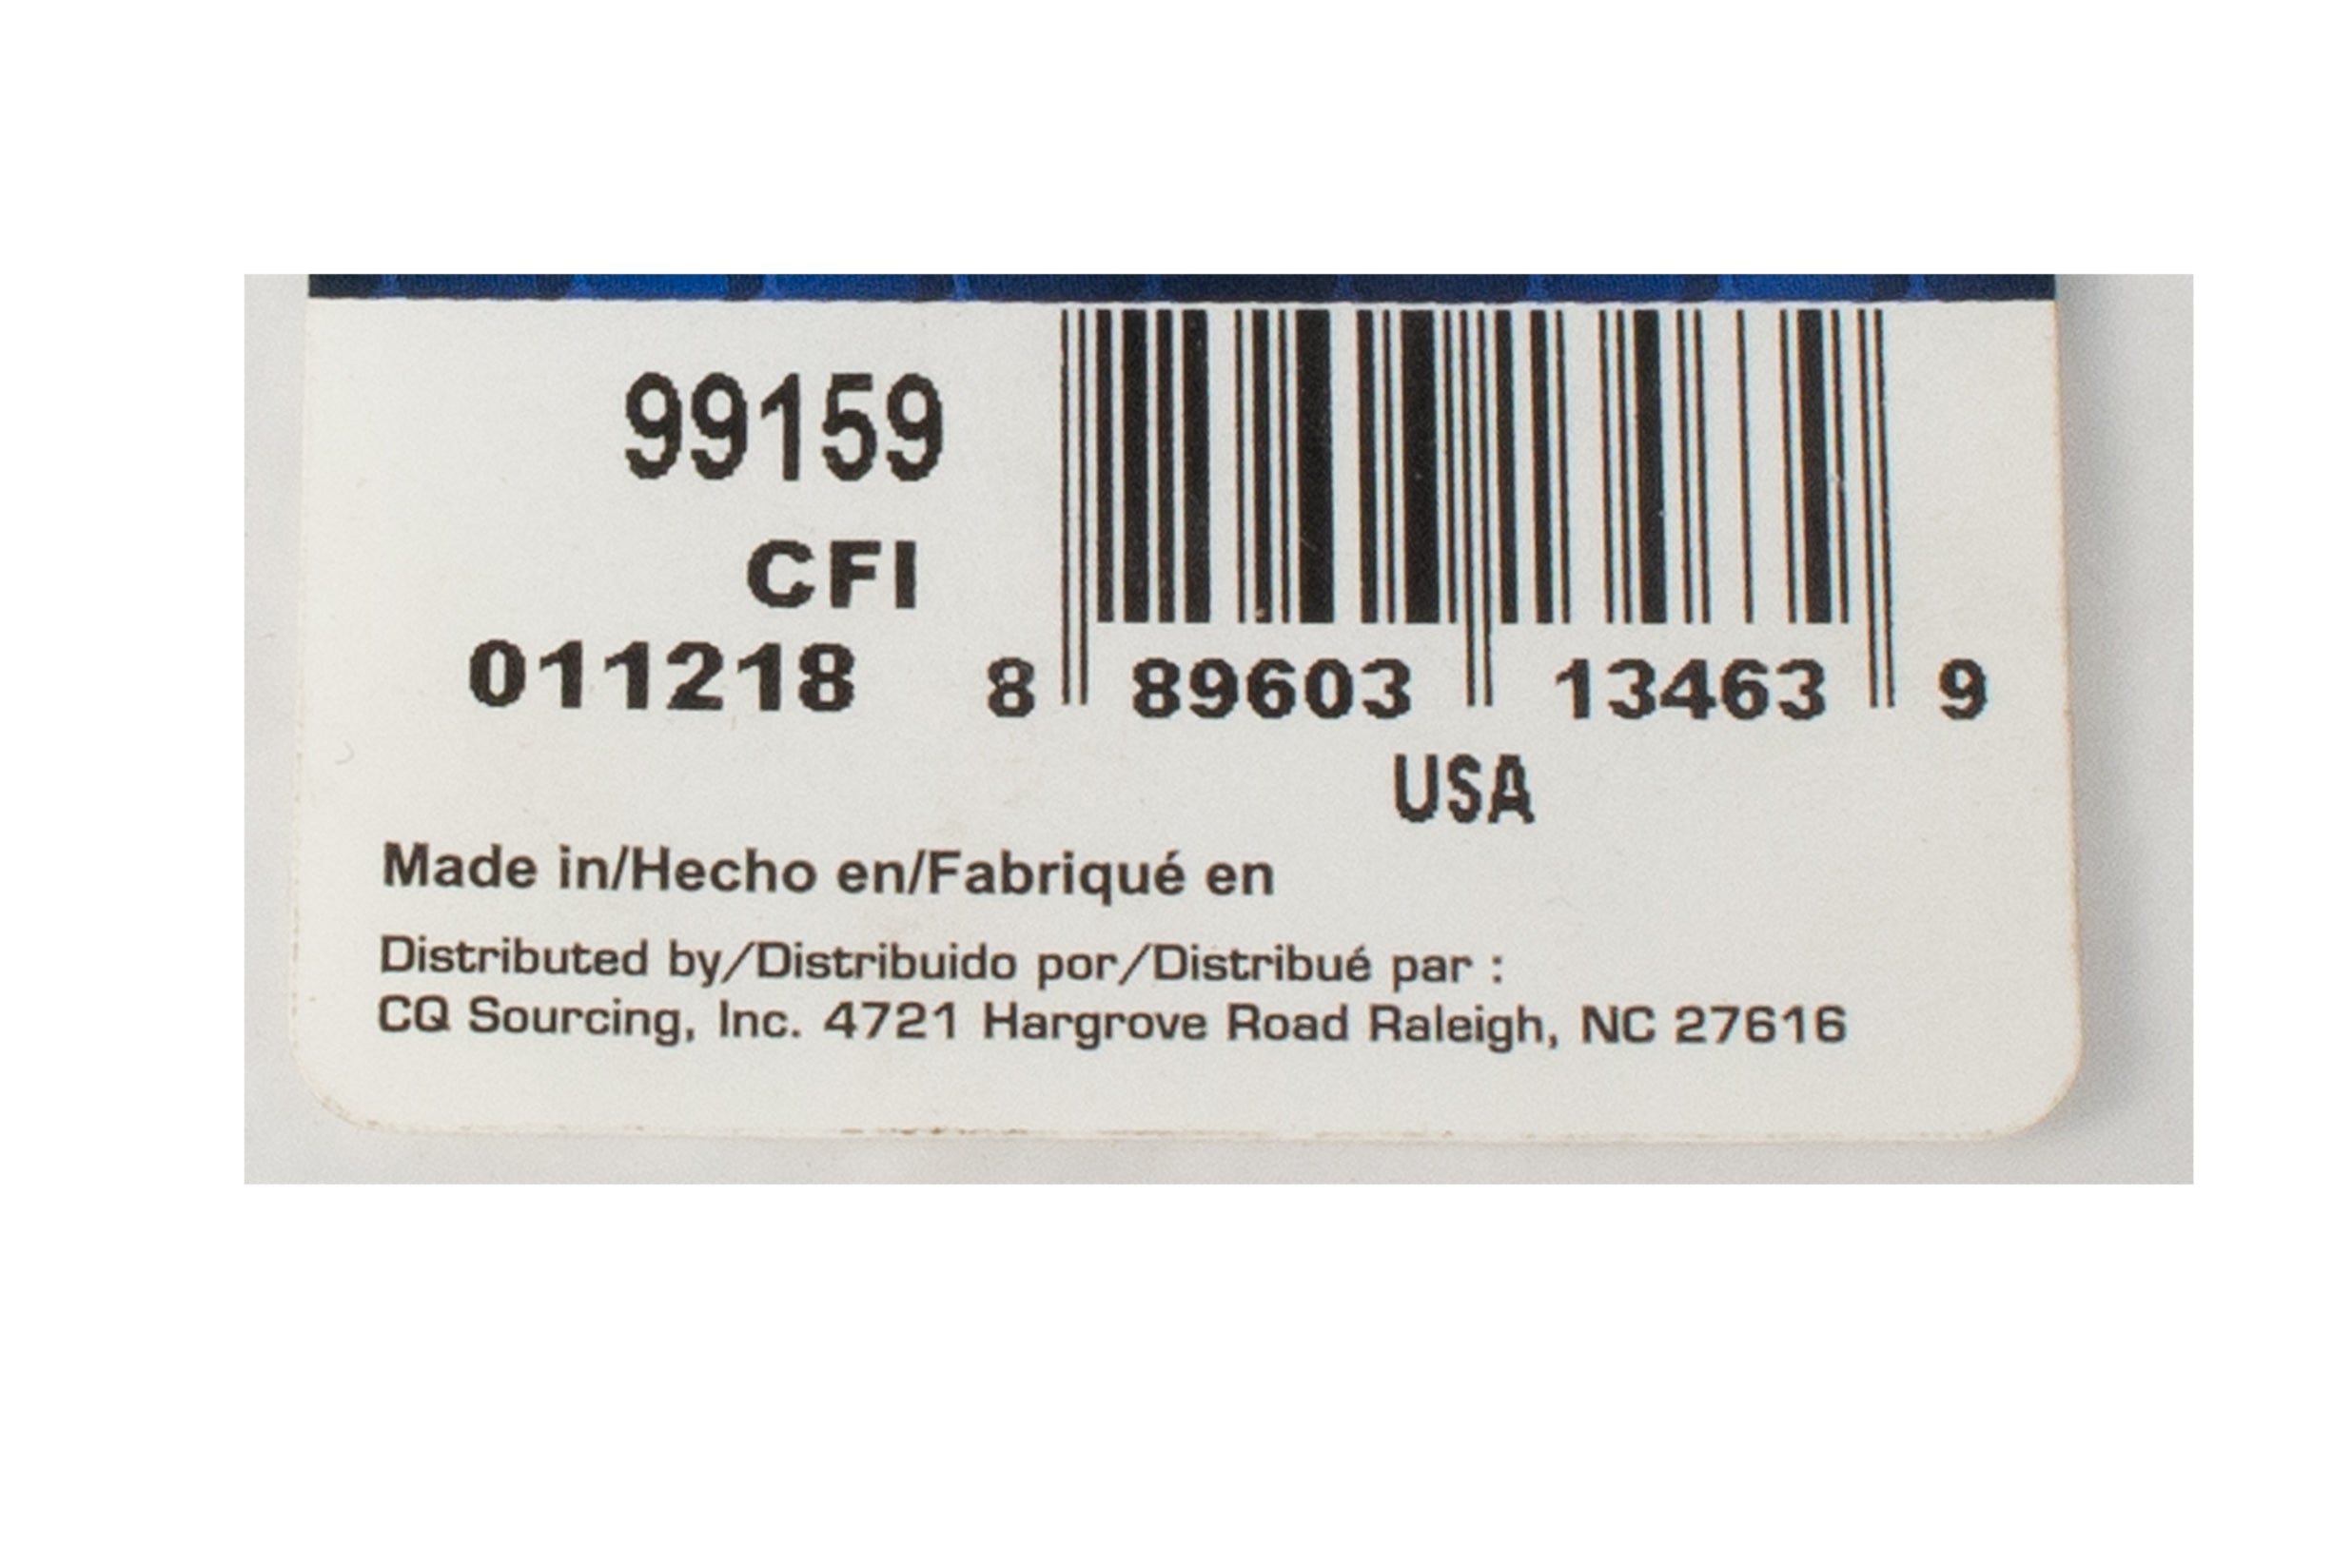 99159
CFI
011218
8 89603 13463 9
USA
Made in/Hecho en/Fabriqué en
Distributed by/Distribuido por/Distribué par :
CQ Sourcing, Inc. 4721 Hargrove Road Raleigh, NC 27616